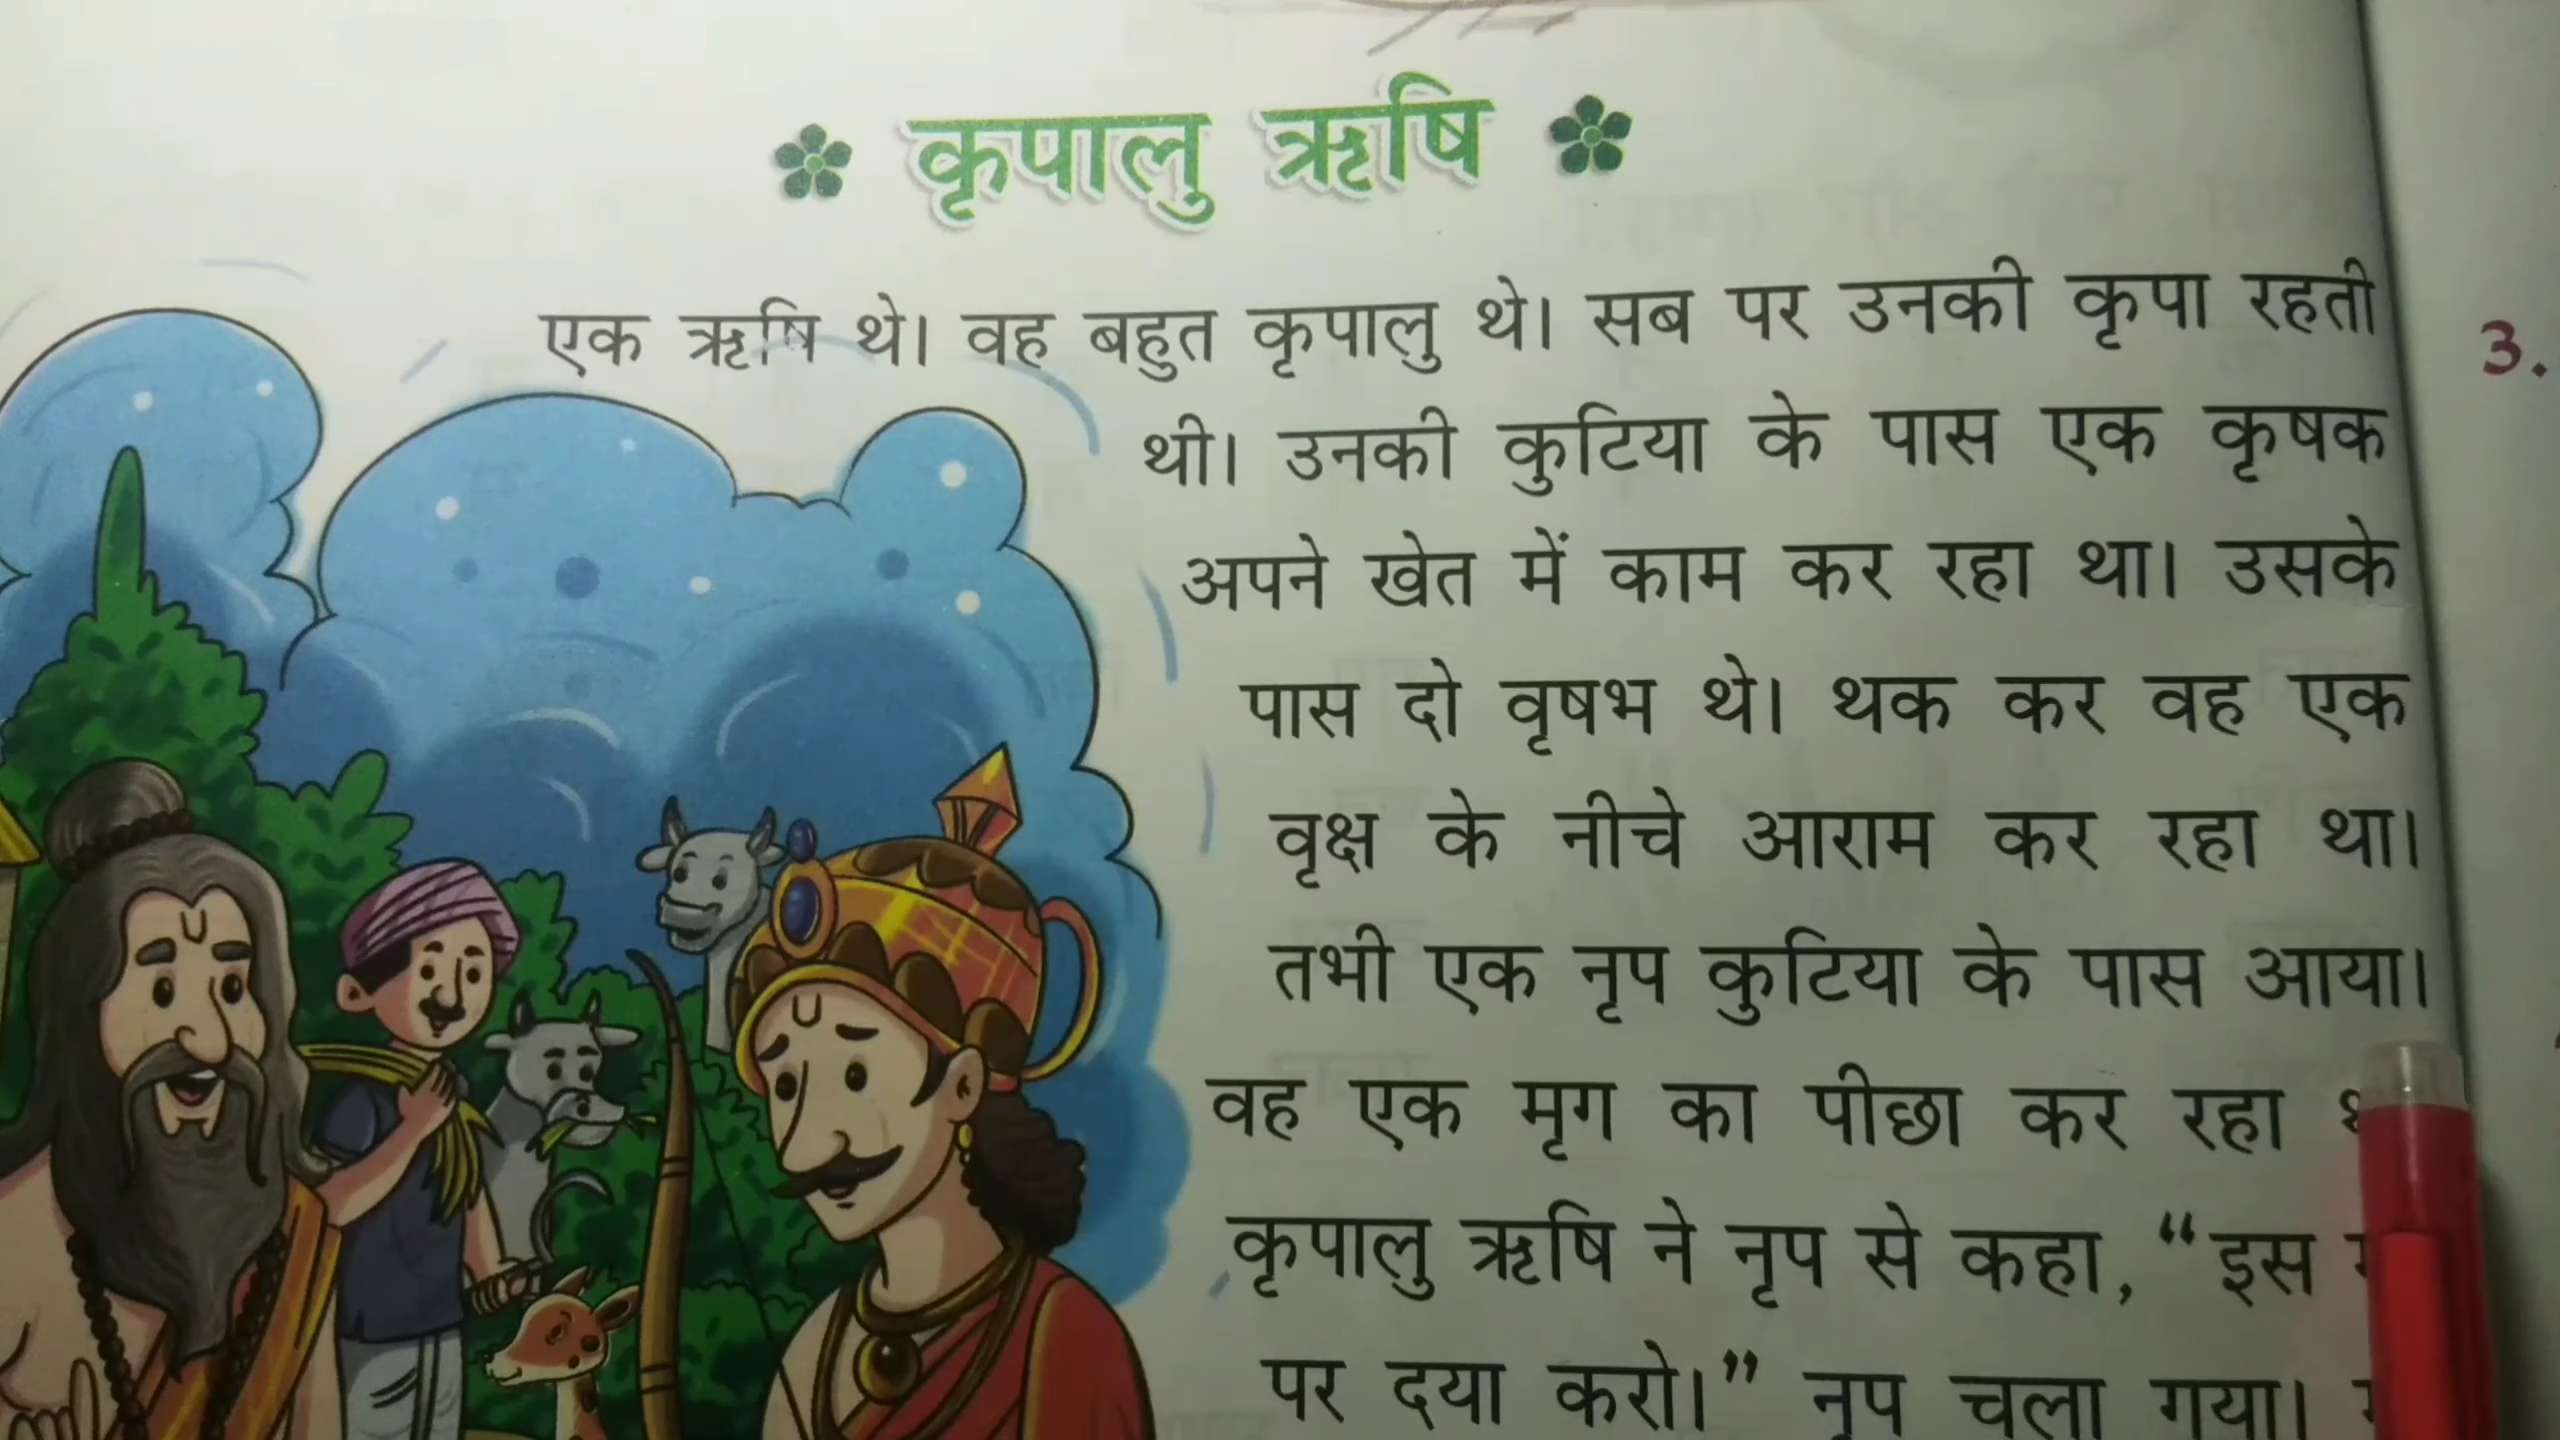 कृपालु ऋषि
एक ऋषि थे। वह बहुत कृपालु थे। सब पर उनकी कृपा रहती
थी। उनकी कुटिया के पास एक कृषक
अपने खेत में काम कर रहा था। उसके
पास दो वृषभ थे। थक कर वह एक
वृक्ष के नीचे आराम कर रहा था।
तभी एक नृप कुटिया के पास आया।
वह एक मृग का पीछा कर रहा
कृपालु ऋषि ने नृप से कहा, “इस
पर दया करो।” नृप चला गया।
3.